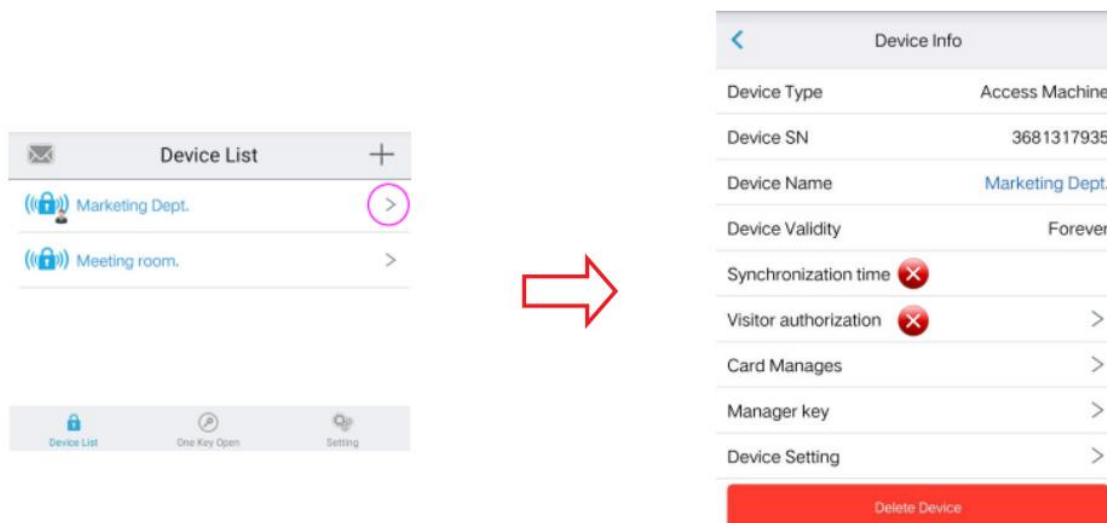 Device List
Marketing Dept.
Meeting room.
Device List
One Key Open
Setting
Device Info
Device Type Access Machine
Device SN 3681317935
Device Name Marketing Dept.
Device Validity Forever
Synchronization time
Visitor authorization
Card Manages
Manager key
Device Setting
Delete Device